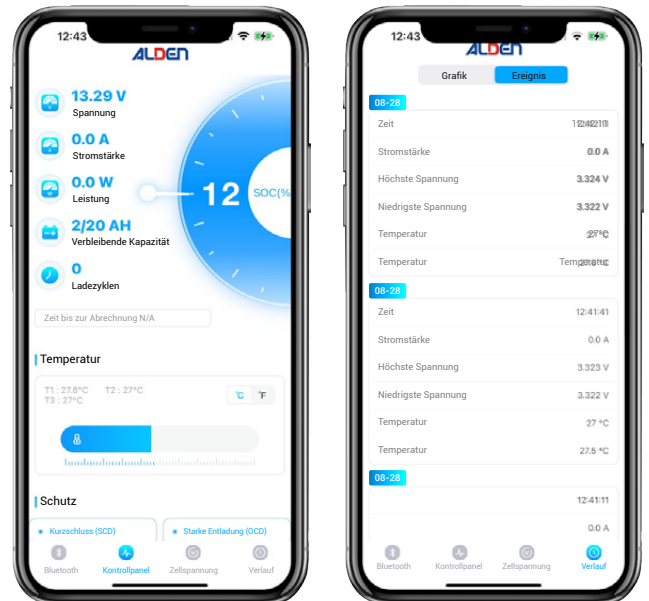 12:43
ALDEN
13.29 V
Spannung
0.0 A
Stromstärke
0.0 W
Leistung
2/20 AH
Verbleibende Kapazität
0
Ladezyklen
12
SOC(%
Zeit bis zur Abrechnung N/A
Temperatur
T1 : 27.8°C T2 : 27°C
T3 : 27°C
°C °F
Schutz
Kurzschluss (SCD) Starke Entladung (OCD)
Bluetooth Kontrollpanel Zellspannung Verlauf
12:43
ALDEN
Grafik Ereignis
08-28
Zeit
Stromstärke 0.0 A
Höchste Spannung 3.324 V
Niedrigste Spannung 3.322 V
Temperatur
Temperatur
08-28
Zeit 12:41:41
Stromstärke 0.0 A
Höchste Spannung 3.323 V
Niedrigste Spannung 3.322 V
Temperatur 27 °C
Temperatur 27.5 °C
08-28
12:41:11
0.0 A
Bluetooth Kontrollpanel Zellspannung Verlauf